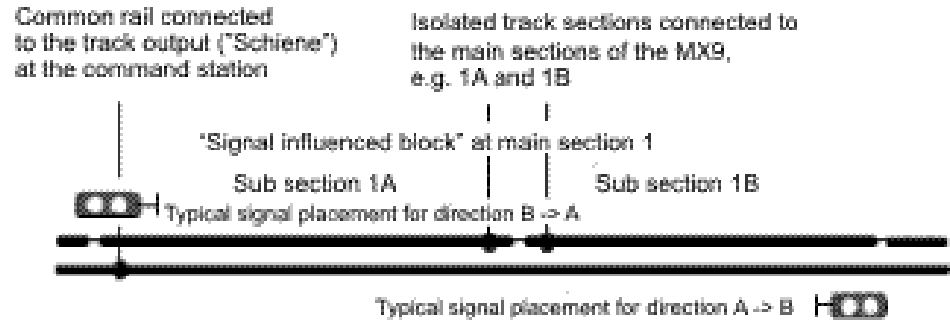 Common rail connected
to the track output ("Schiene")
at the command station
Isolated track sections connected to
the main sections of the MX9,
e.g. 1A and 1B
"Signal influenced block" at main section 1
Sub section 1A
Sub section 1B
Typical signal placement for direction B -> A
Typical signal placement for direction A -> B